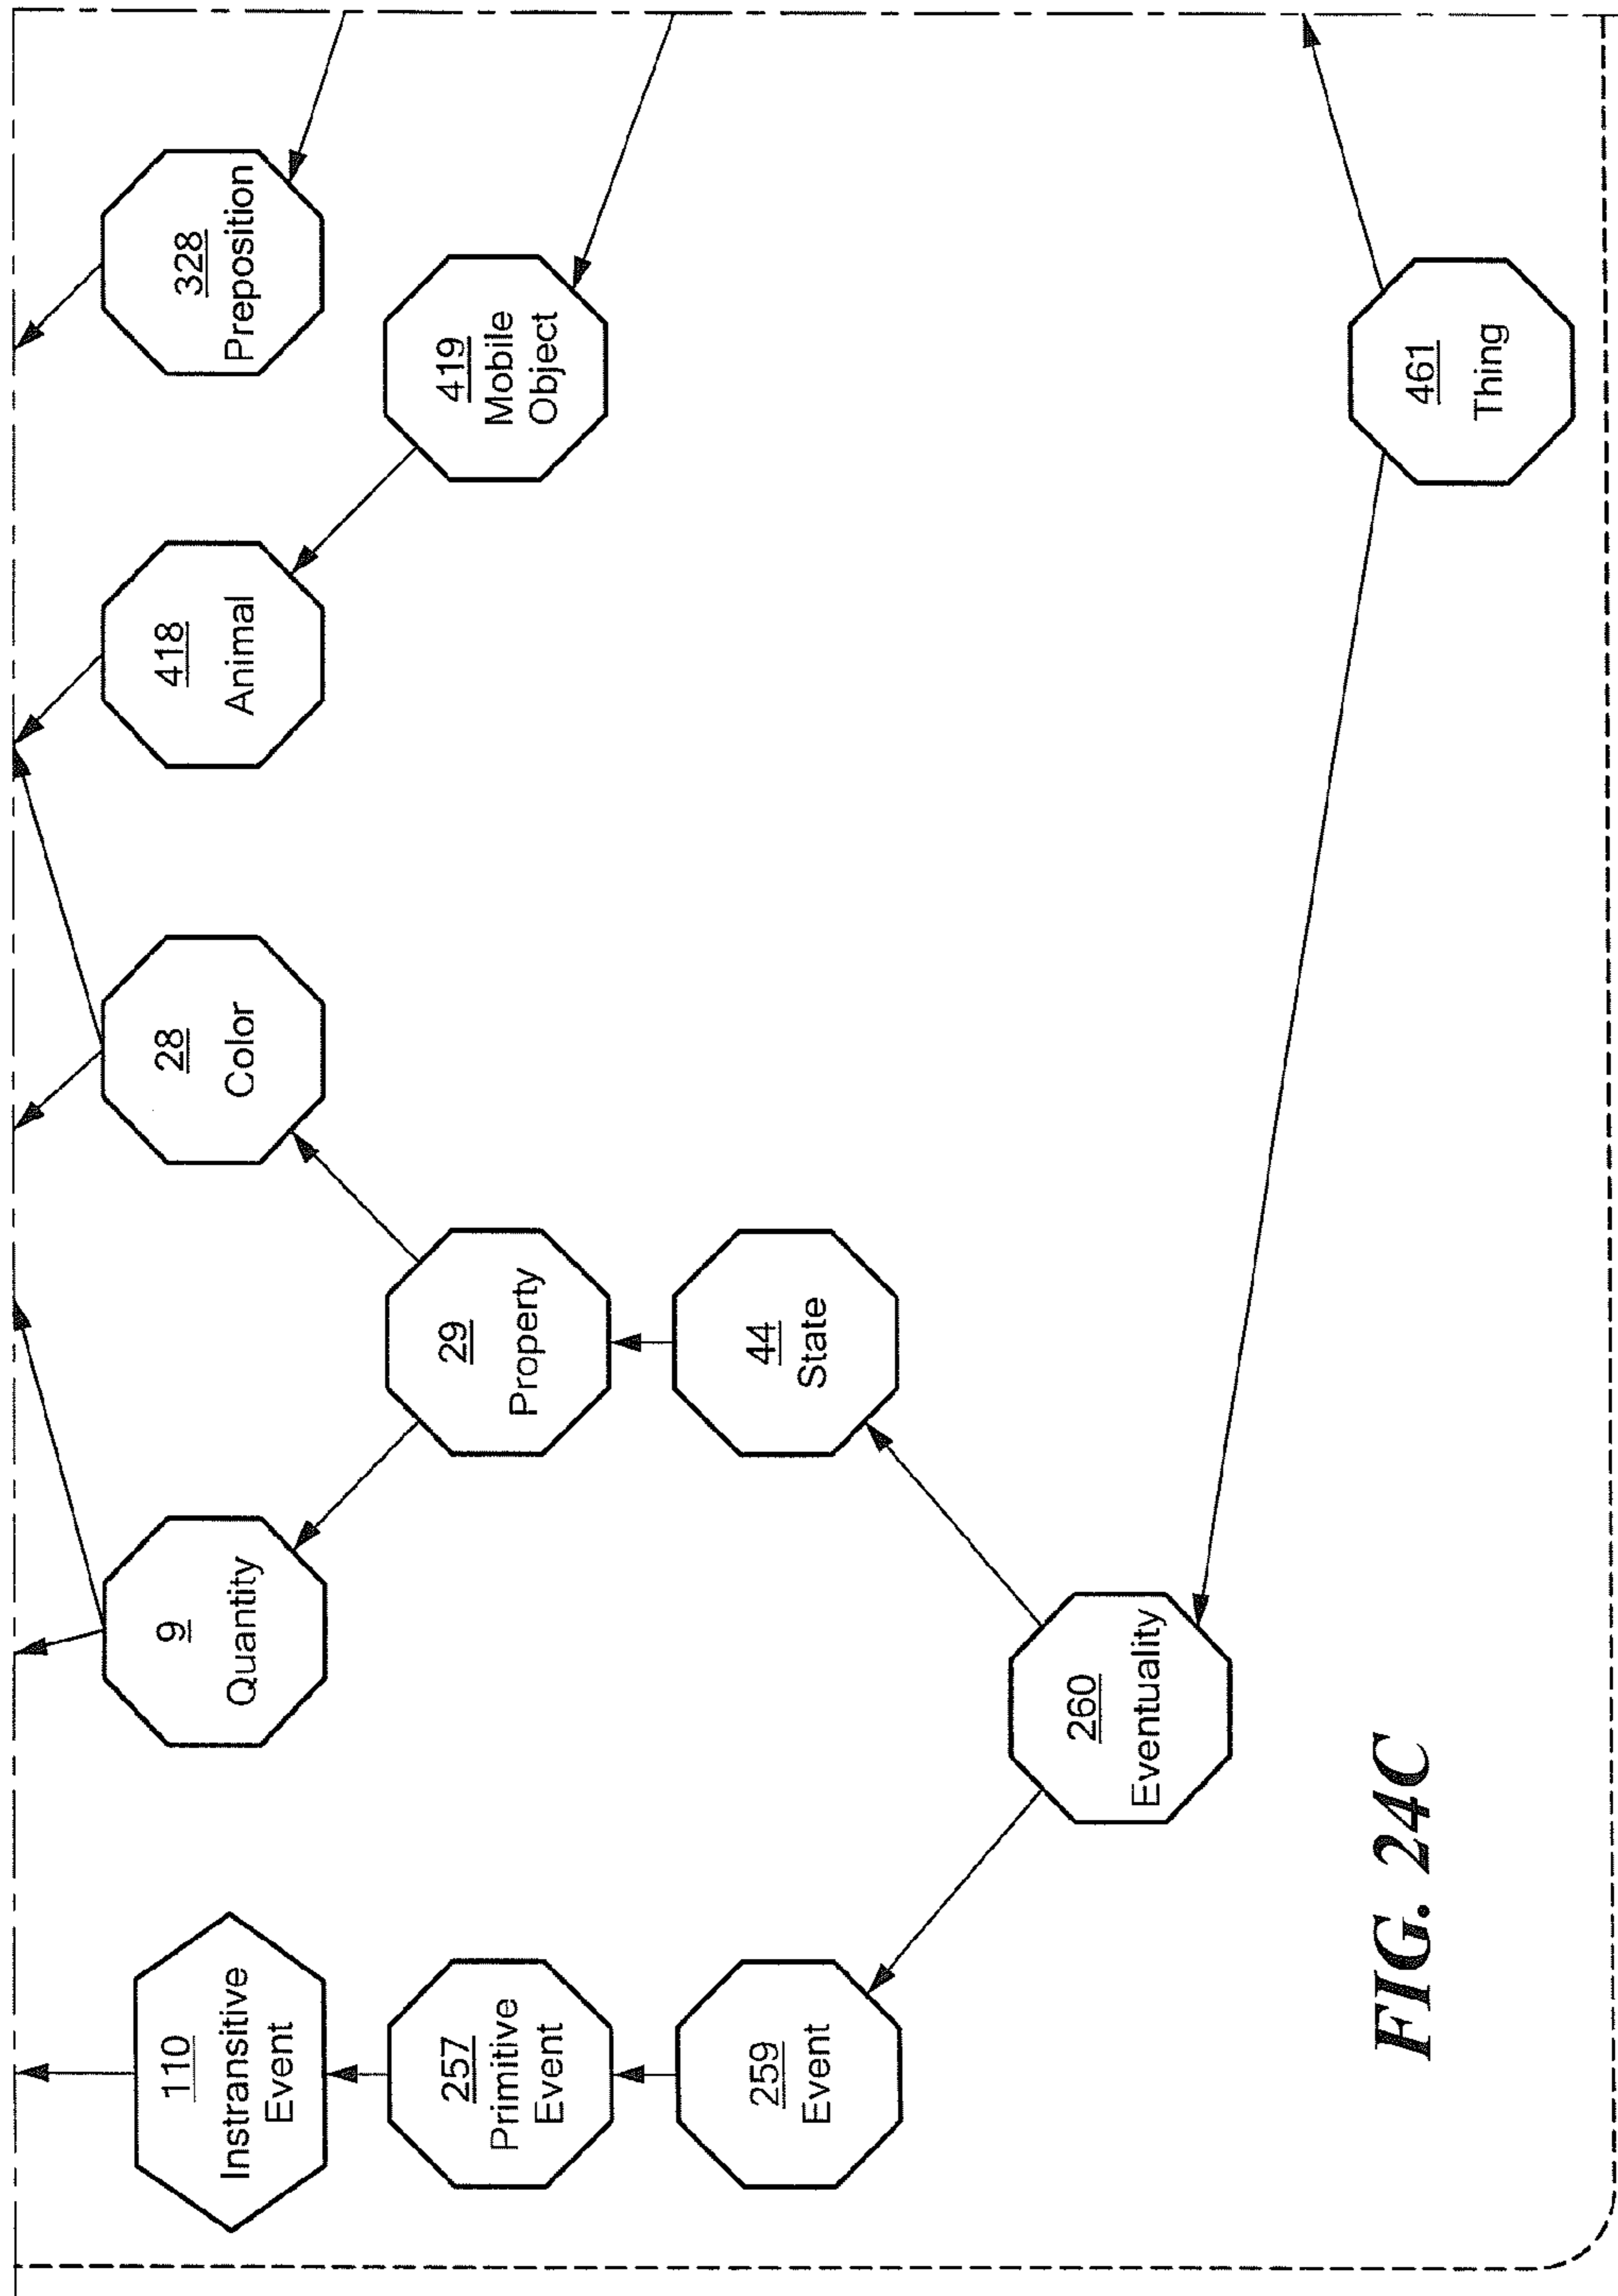 110
Instransitive
Event
9
Quantity
28
Color
418
Animal
328
Preposition
257
Primitive
Event
29
Property
419
Mobile
Object
259
Event
44
State
260
Eventuality
461
Thing
FIG. 24C